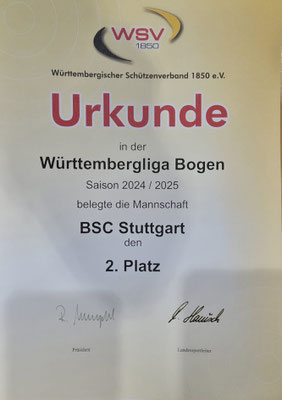 WSV
1850
Württembergischer Schützenverband 1850 e.V.
Urkunde
in der
Württembergliga Bogen
Saison 2024 / 2025
belegte die Mannschaft
BSC Stuttgart
den
2. Platz
Präsident
Landessportleiter